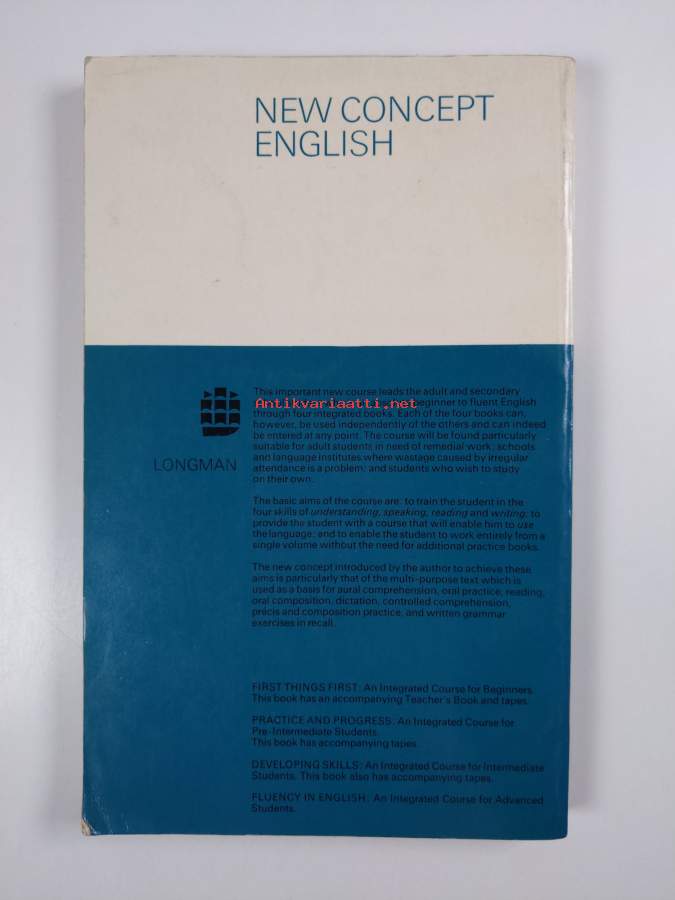 NEW CONCEPT
ENGLISH
LONGMAN
This important new course leads the adult and secondary
Antikvariaatti.net
beginner to fluent English
through four integrated books. Each of the four books can,
however, be used independently of the others and can indeed
be entered at any point. The course will be found particularly
suitable for adult students in need of remedial work; schools
and language institutes where wastage caused by irregular
attendance is a problem; and students who wish to study
on their own.
The basic aims of the course are: to train the student in the
four skills of understanding, speaking, reading and writing; to
provide the student with a course that will enable him to use
the language; and to enable the student to work entirely from a
single volume without the need for additional practice books.
The new concept introduced by the author to achieve these
aims is particularly that of the multi-purpose text which is
used as a basis for aural comprehension, oral practice, reading,
oral composition, dictation, controlled comprehension,
précis and composition practice, and written grammar
exercises in recall.
FIRST THINGS FIRST: An Integrated Course for Beginners.
This book has an accompanying Teacher's Book and tapes.
PRACTICE AND PROGRESS: An Integrated Course for
Pre-Intermediate Students.
This book has accompanying tapes.
DEVELOPING SKILLS: An Integrated Course for Intermediate
Students. This book also has accompanying tapes.
FLUENCY IN ENGLISH: An Integrated Course for Advanced
Students.